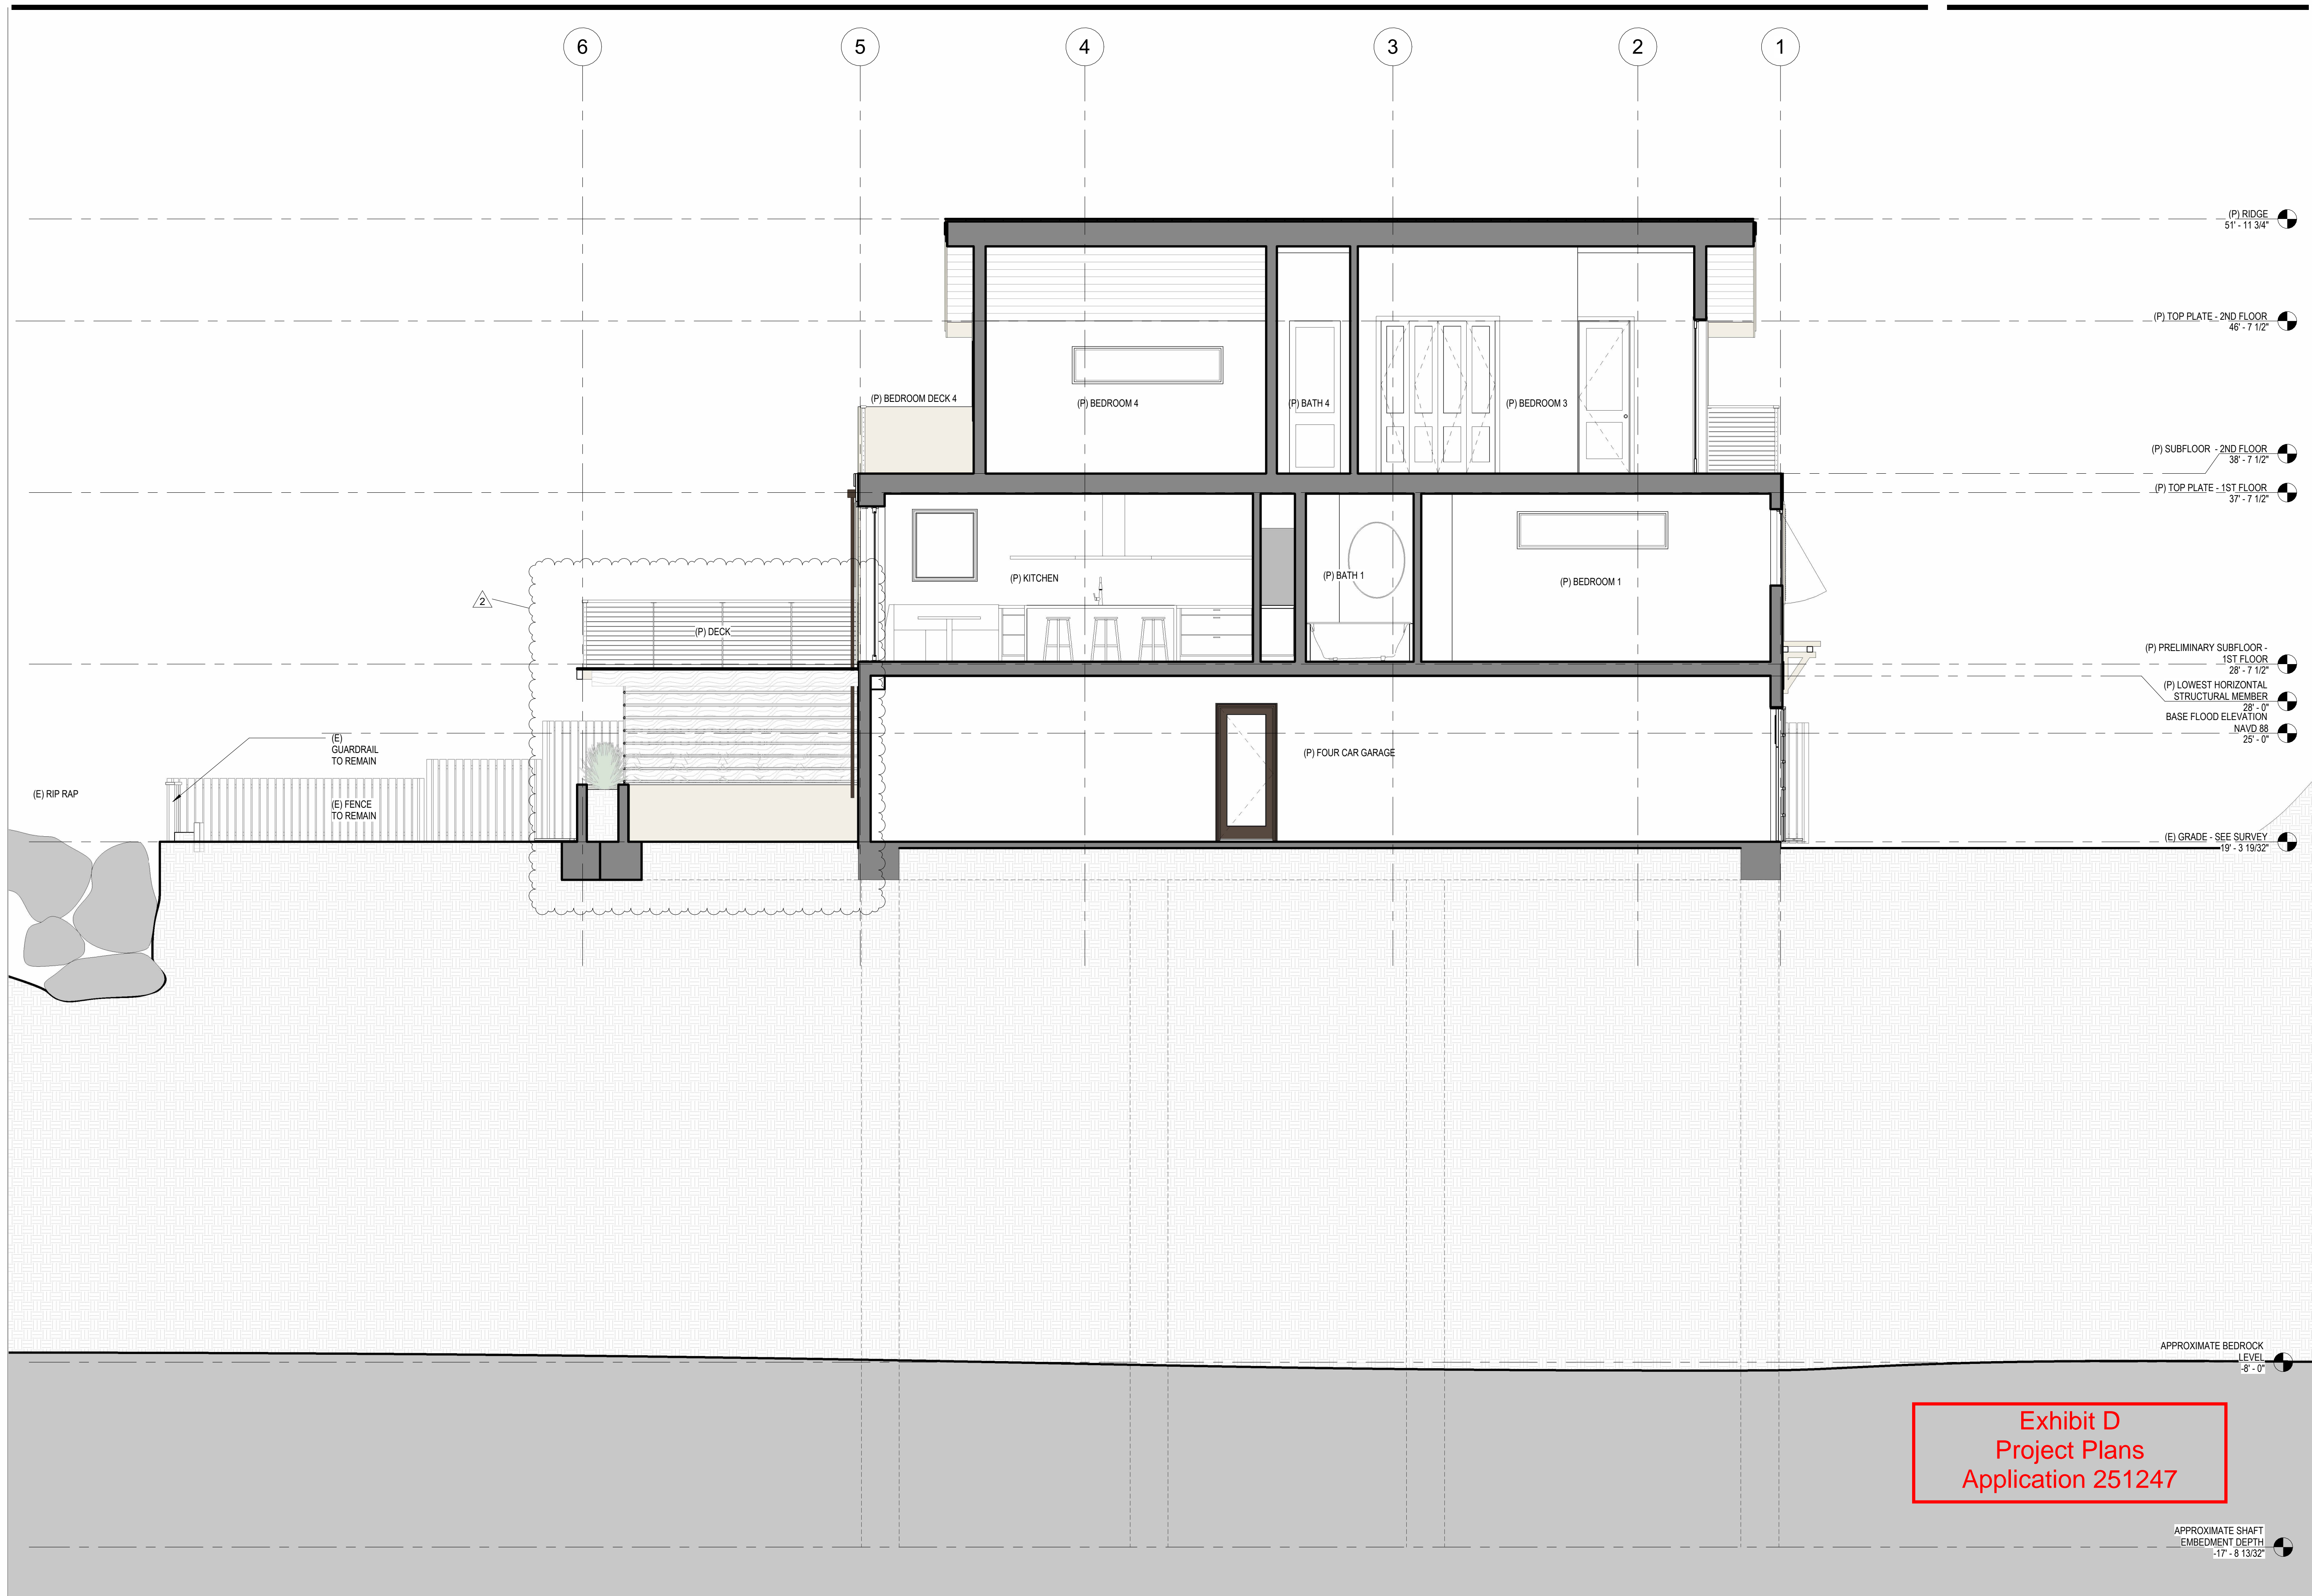 6
5
4
3
2
1
(P) RIDGE
51' - 11 3/4"
(P) TOP PLATE - 2ND FLOOR
46' - 7 1/2"
(P) BEDROOM DECK 4
(P) BEDROOM 4
(P) BATH 4
(P) BEDROOM 3
(P) SUBFLOOR - 2ND FLOOR
38' - 7 1/2"
(P) TOP PLATE - 1ST FLOOR
37' - 7 1/2"
2
(P) DECK
(P) KITCHEN
(P) BATH 1
(P) BEDROOM 1
(P) PRELIMINARY SUBFLOOR -
1ST FLOOR
28' - 7 1/2"
(P) LOWEST HORIZONTAL
STRUCTURAL MEMBER
28' - 0"
BASE FLOOD ELEVATION
NAVD 88
25' - 0"
(E)
GUARDRAIL
TO REMAIN
(P) FOUR CAR GARAGE
(E) RIP RAP
(E) FENCE
TO REMAIN
(E) GRADE - SEE SURVEY
19' - 3 19/32"
APPROXIMATE BEDROCK
LEVEL
-8' - 0"
Exhibit D
Project Plans
Application 251247
APPROXIMATE SHAFT
EMBEDMENT DEPTH
-17' - 8 13/32"